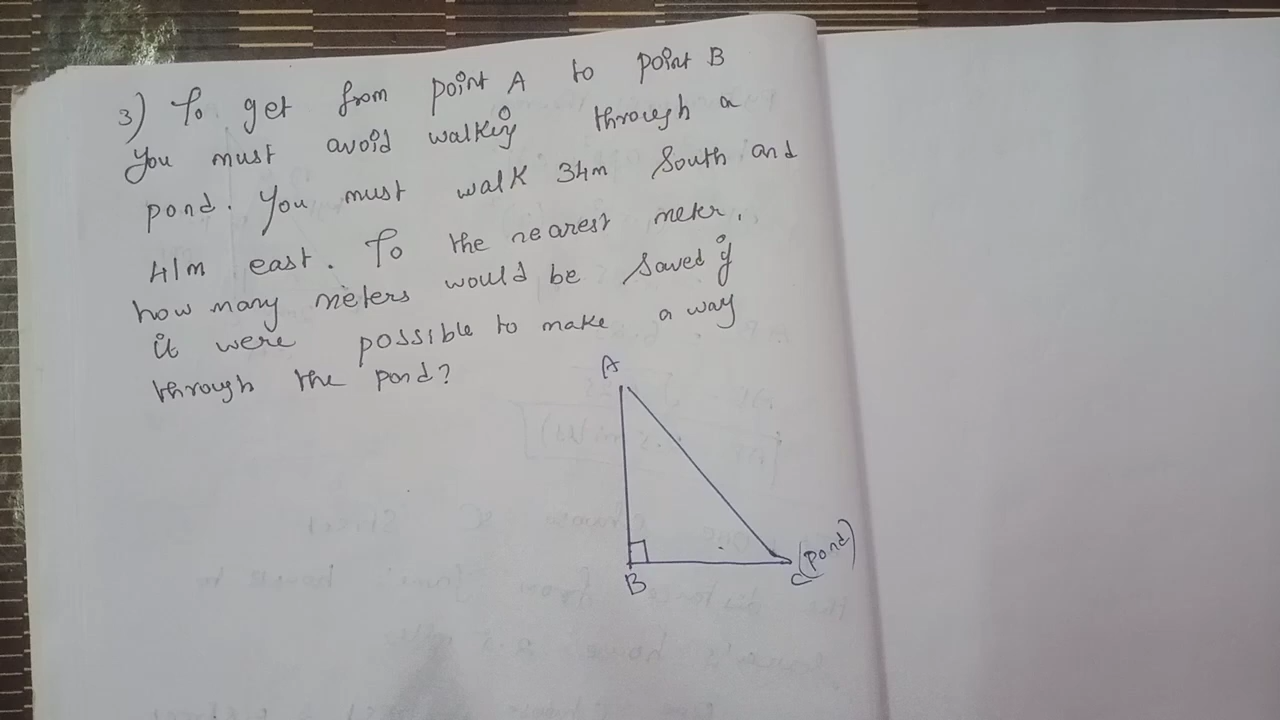 3) To get from point A to point B
you must avoid walking through a
pond. You must walk 34m South and
41m east. To the nearest meter,
how many meters would be saved if
it were possible to make a way
through the pond?
A
B
C (pond)